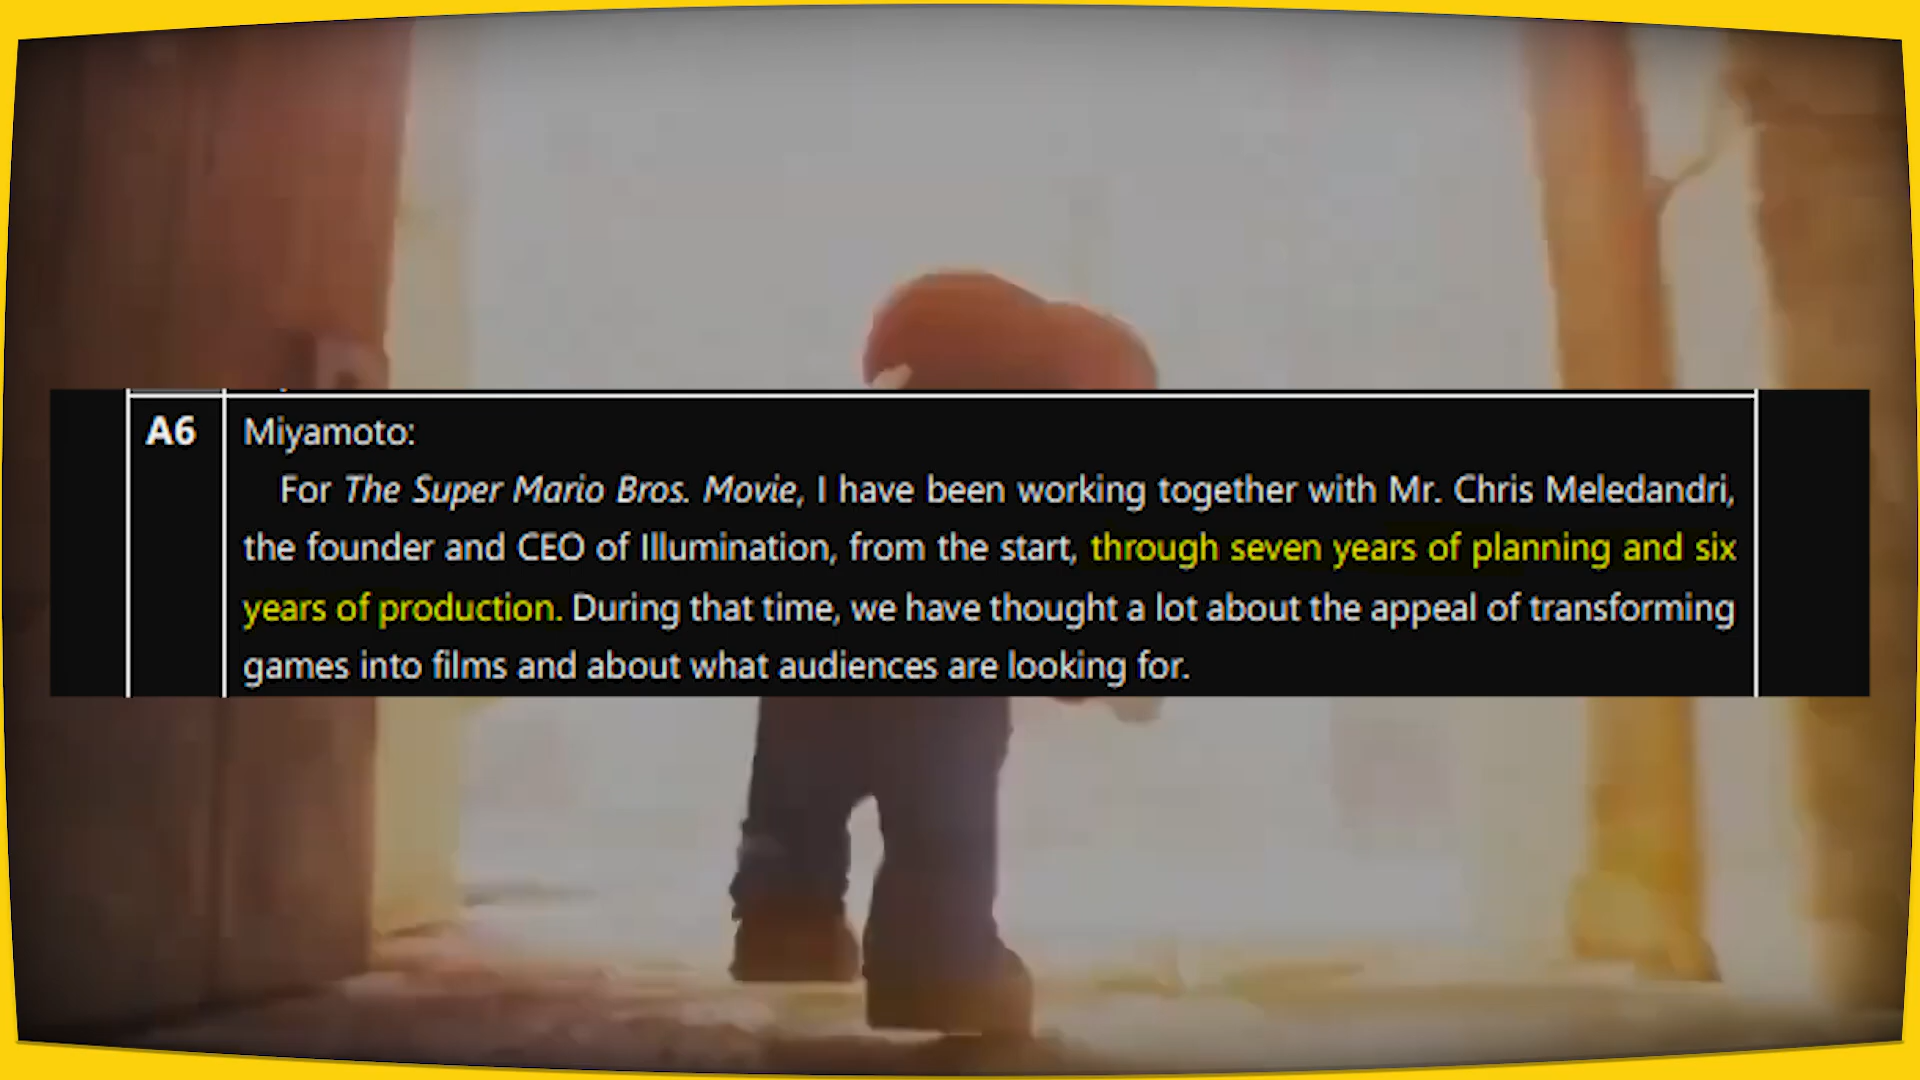 A6
Miyamoto:
For The Super Mario Bros. Movie, I have been working together with Mr. Chris Meledandri,
the founder and CEO of Illumination, from the start, through seven years of planning and six
years of production. During that time, we have thought a lot about the appeal of transforming
games into films and about what audiences are looking for.